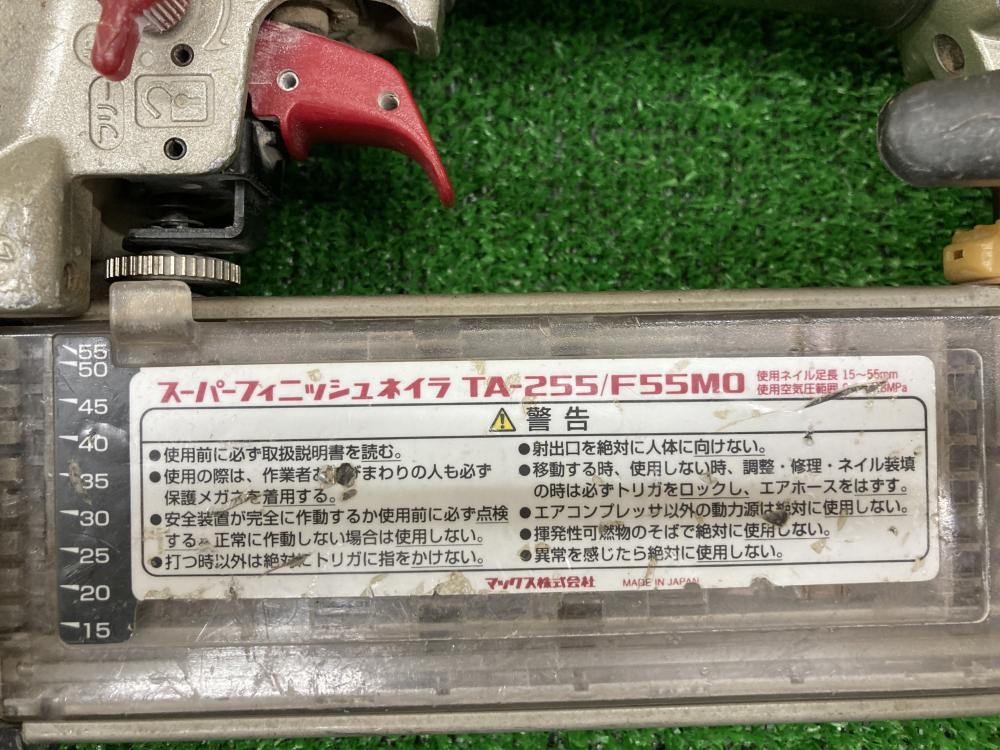 フリー
55
50
45
40
35
30
25
20
15
スーパーフィニッシュネイラ TA-255/F55M0
使用ネイル足長 15〜55mm
使用空気圧範囲 MPa
警告
●使用前に必ず取扱説明書を読む。
●使用の際は、作業者 まわりの人も必ず
保護メガネを着用する。
●安全装置が完全に作動するか使用前に必ず点検
する。正常に作動しない場合は使用しない。
●打つ時以外は絶対にトリガに指をかけない。
●射出口を絶対に人体に向けない。
●移動する時、使用しない時、調整・修理・ネイル装填
の時は必ずトリガをロックし、エアホースをはずす。
●エアコンプレッサ以外の動力源は絶対に使用しない。
●揮発性可燃物のそばで絶対に使用しない。
●異常を感じたら絶対に使用しない。
マックス株式会社 MADE IN JAPAN